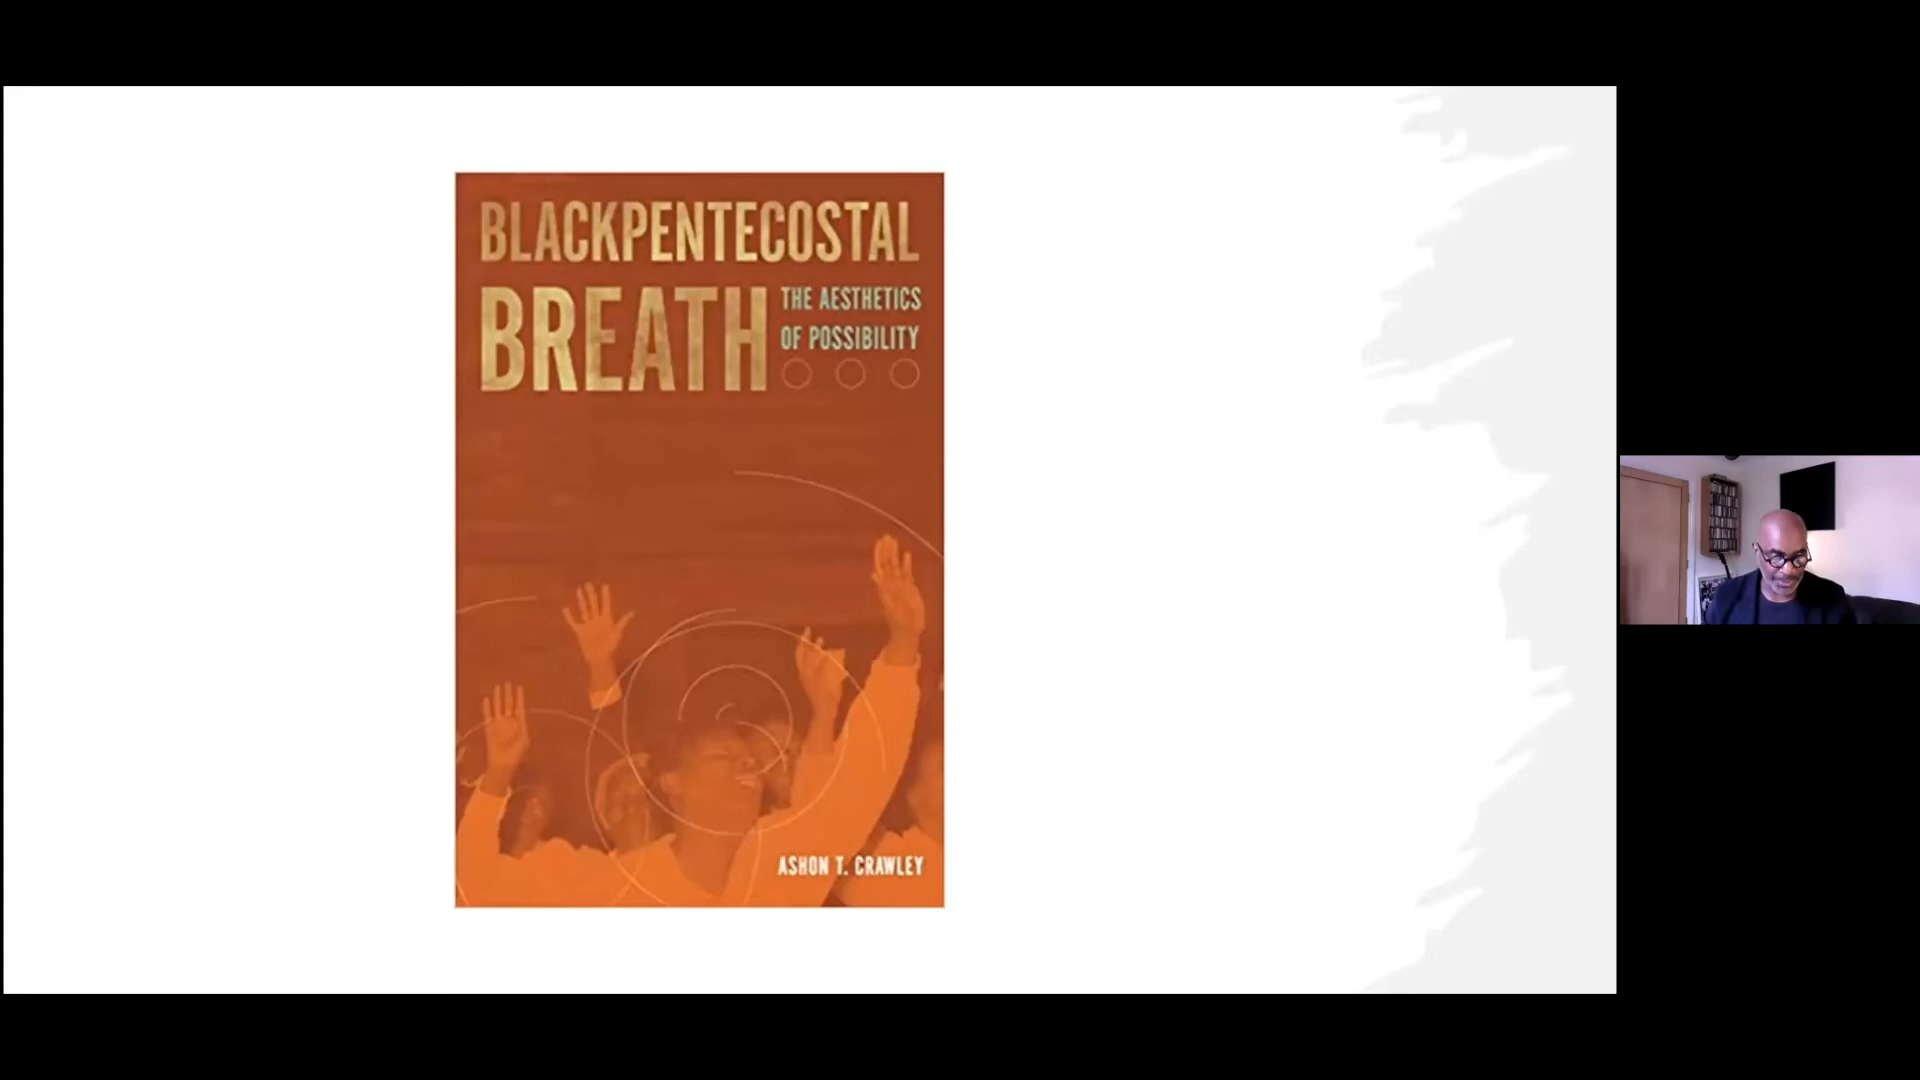 BLACKPENTECOSTAL
BREATH
THE AESTHETICS
OF POSSIBILITY
ASHON T. CRAWLEY